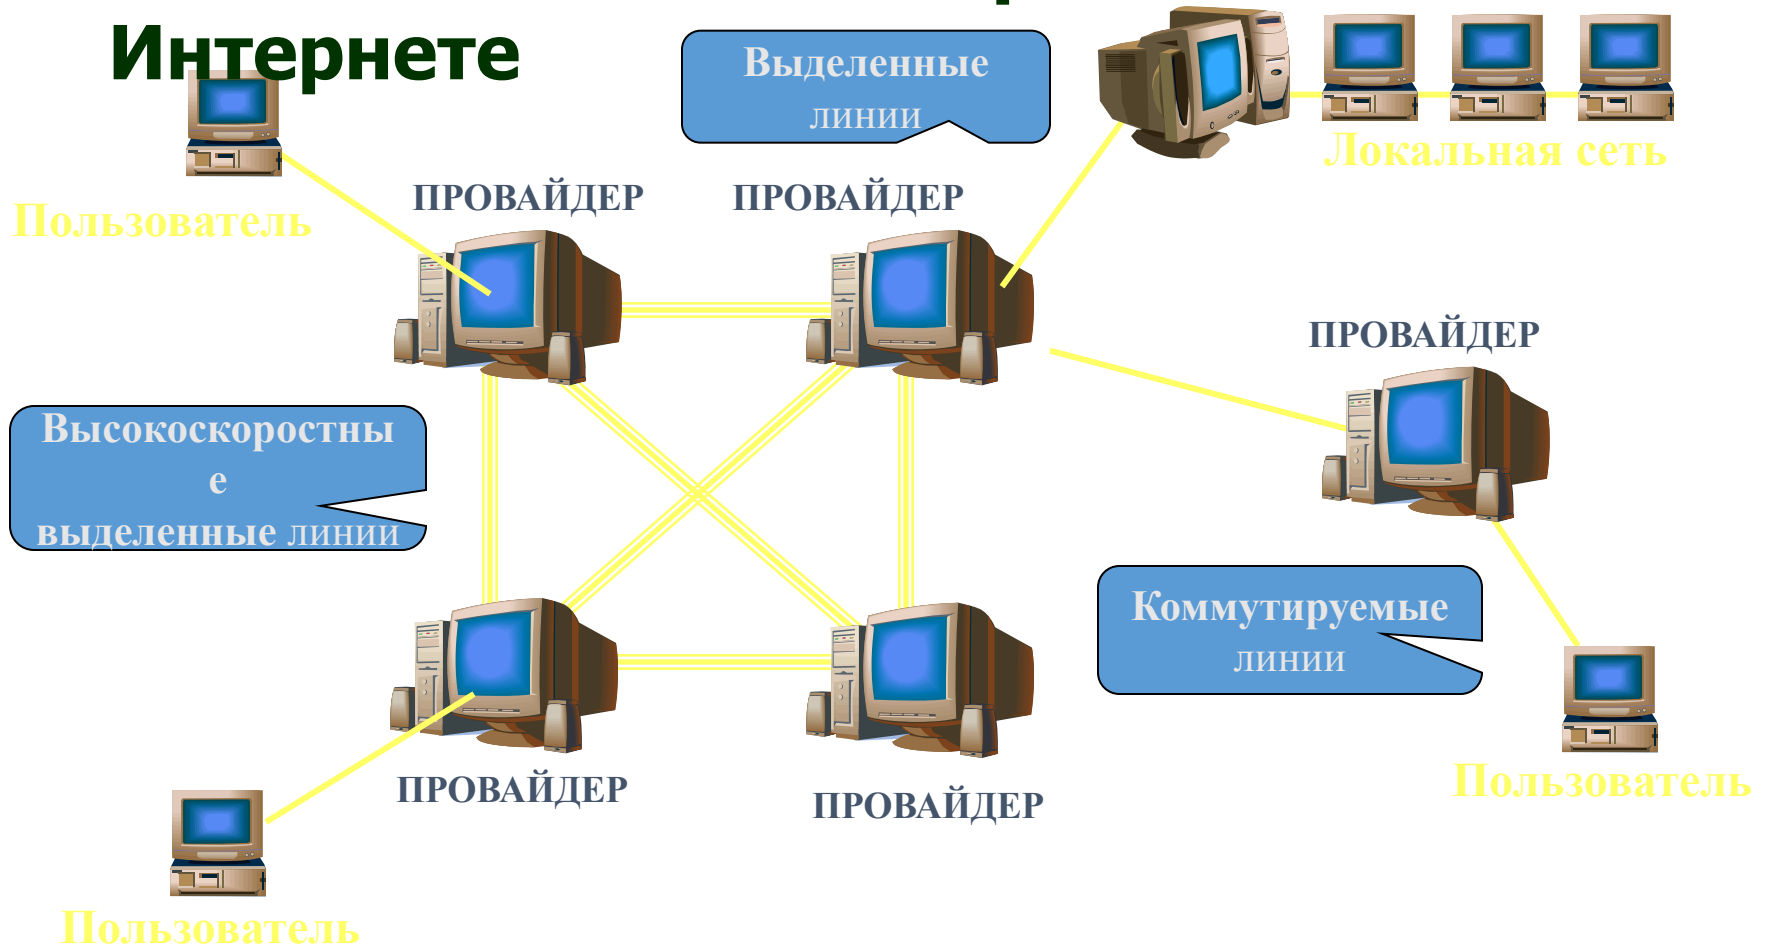 Интернете
Выделенные
линии
Локальная сеть
ПРОВАЙДЕР
ПРОВАЙДЕР
Пользователь
ПРОВАЙДЕР
Высокоскоростны
е
выделенные линии
Коммутируемые
линии
ПРОВАЙДЕР
ПРОВАЙДЕР
Пользователь
Пользователь